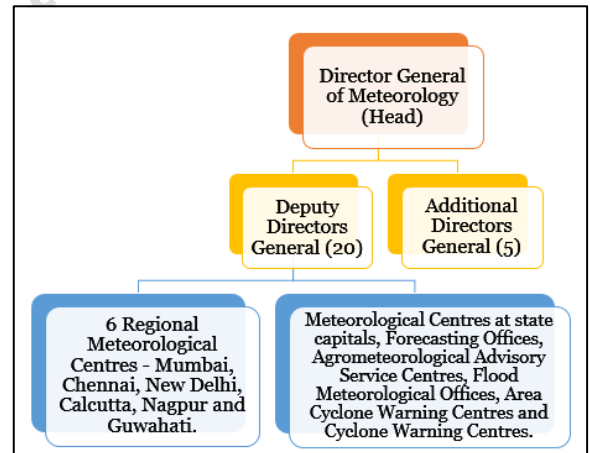 Director General
of Meteorology
(Head)
Deputy
Directors
General (20)
Additional
Directors
General (5)
6 Regional
Meteorological
Centres - Mumbai,
Chennai, New Delhi,
Calcutta, Nagpur and
Guwahati.
Meteorological Centres at state
capitals, Forecasting Offices,
Agrometeorological Advisory
Service Centres, Flood
Meteorological Offices, Area
Cyclone Warning Centres and
Cyclone Warning Centres.